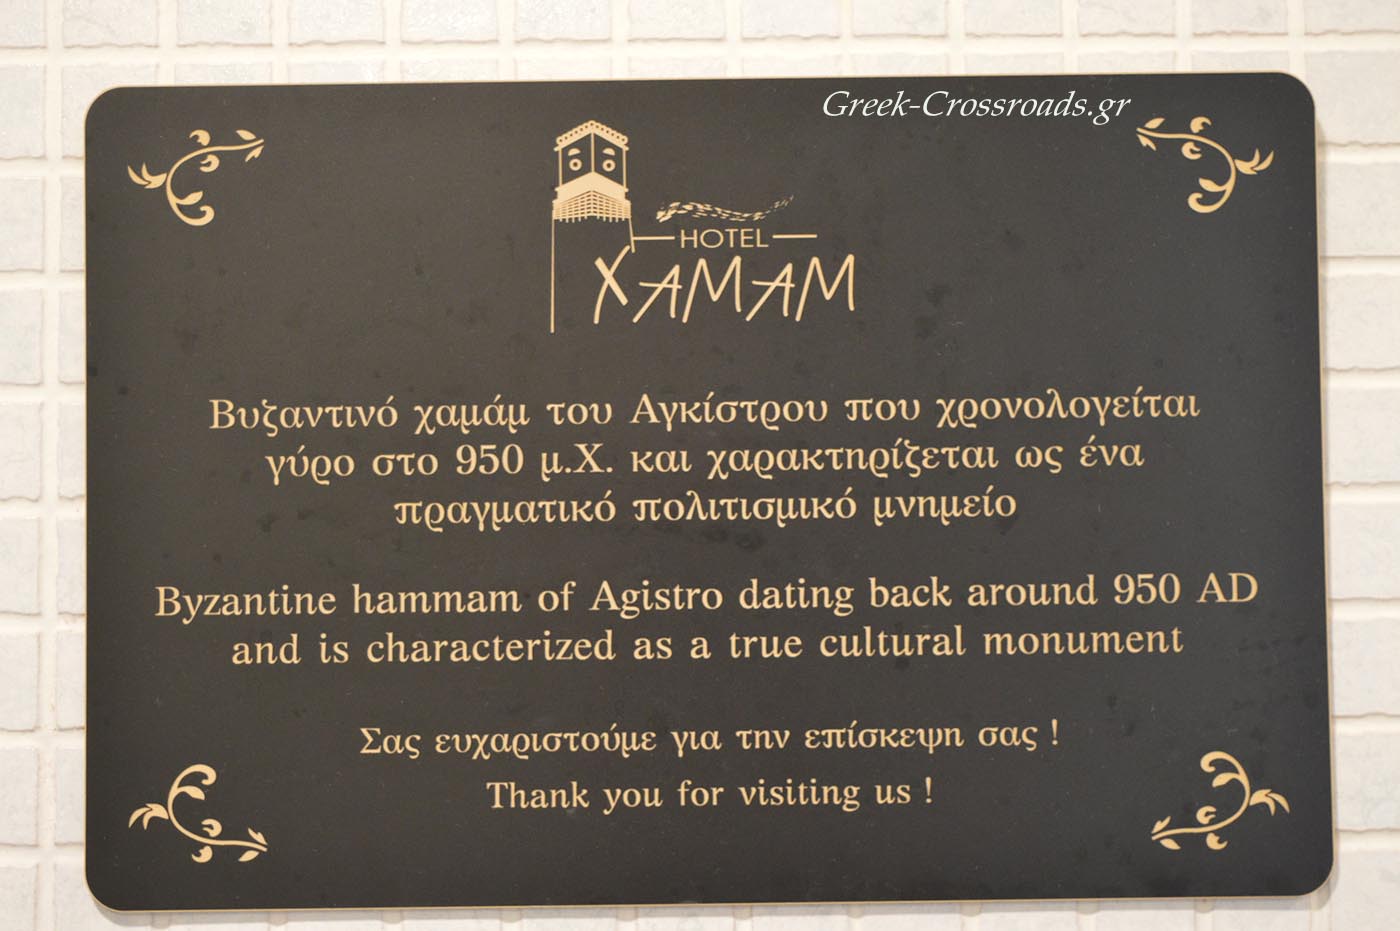 Greek-Crossroads.gr
HOTEL
ΧΑΜΑΜ
Βυζαντινό χαμάμ του Αγκίστρου που χρονολογείται
γύρο στο 950 μ.Χ. και χαρακτηρίζεται ως ένα
πραγματικό πολιτισμικό μνημείο
Byzantine hammam of Agistro dating back around 950 AD
and is characterized as a true cultural monument
Σας ευχαριστούμε για την επίσκεψη σας !
Thank you for visiting us !